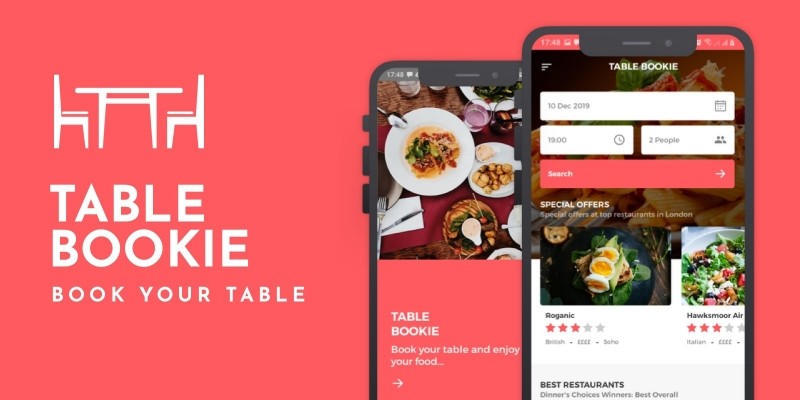 TABLE
BOOKIE
BOOK YOUR TABLE
17:48
TABLE
BOOKIE
Book your table and enjoy
your food...
17:48
TABLE BOOKIE
10 Dec 2019
19:00
2 People
Search
SPECIAL OFFERS
Special offers at top restaurants in London
Roganic
British - ££££ - Soho
Hawksmoor Air
Italian - ££££ -
BEST RESTAURANTS
Dinner's Choices Winners: Best Overall